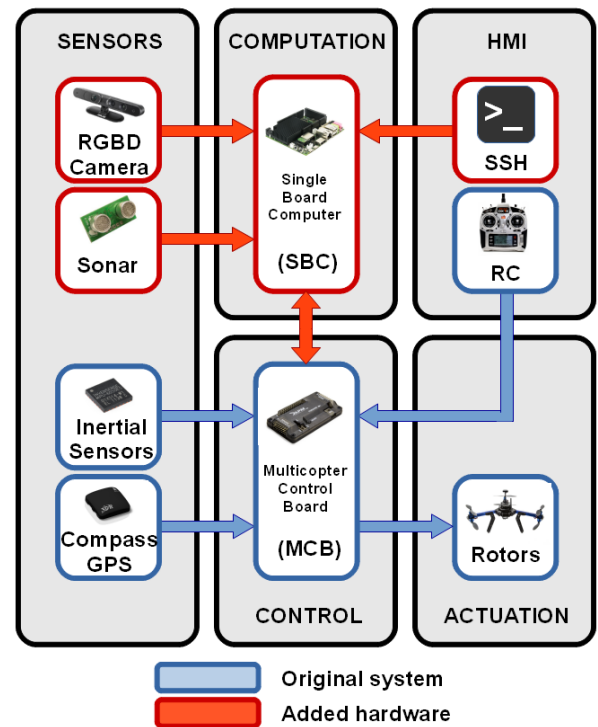 SENSORS
COMPUTATION
HMI
RGBD
Camera
Single
Board
Computer
(SBC)
>_
SSH
Sonar
RC
Inertial
Sensors
Multicopter
Control
Board
(MCB)
Compass
GPS
Rotors
CONTROL
ACTUATION
Original system
Added hardware